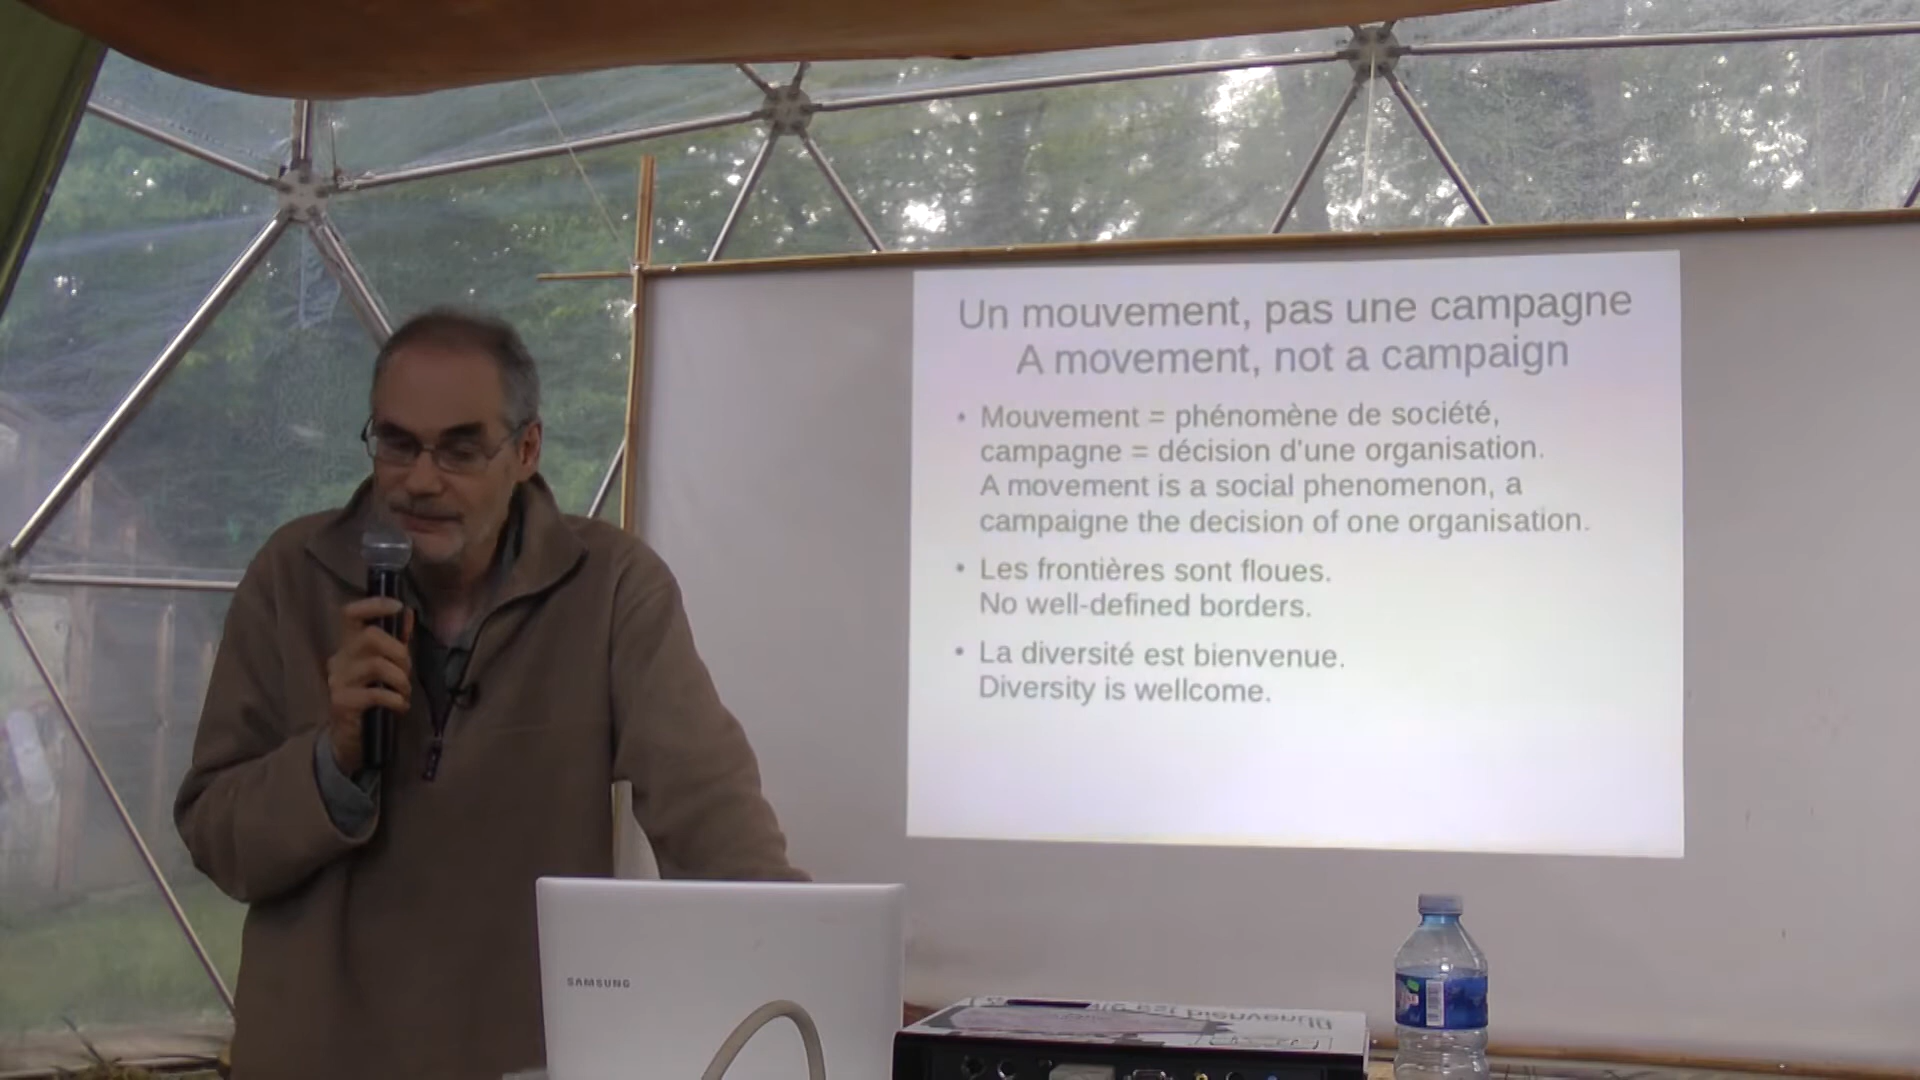 Un mouvement, pas une campagne
A movement, not a campaign
• Mouvement = phénomène de société,
campagne = décision d'une organisation.
A movement is a social phenomenon, a
campaigne the decision of one organisation.
• Les frontières sont floues.
No well-defined borders.
• La diversité est bienvenue.
Diversity is wellcome.
SAMSUNG
est bienvenue